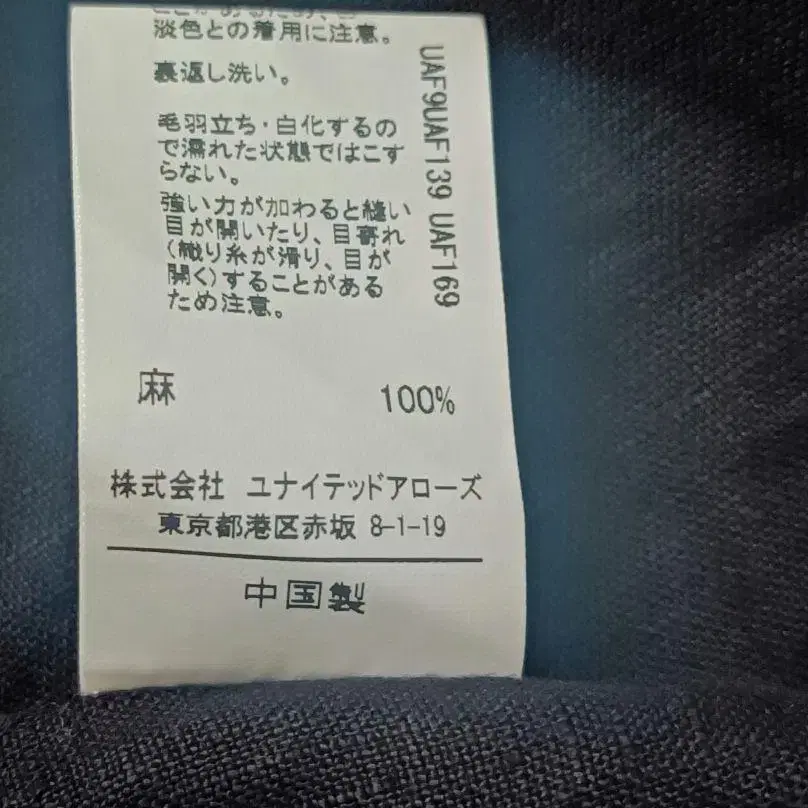 淡色との着用に注意。
裏返し洗い。
毛羽立ち・白化するの
で濡れた状態ではこす
らない。
強い力が加わると縫い
目が開いたり、目寄れ
(織り糸が滑り、目が
開く)することがある
ため注意。
UAF9UAF139 UAF169
麻 100%
株式会社 ユナイテッドアローズ
東京都港区赤坂 8-1-19
中国製